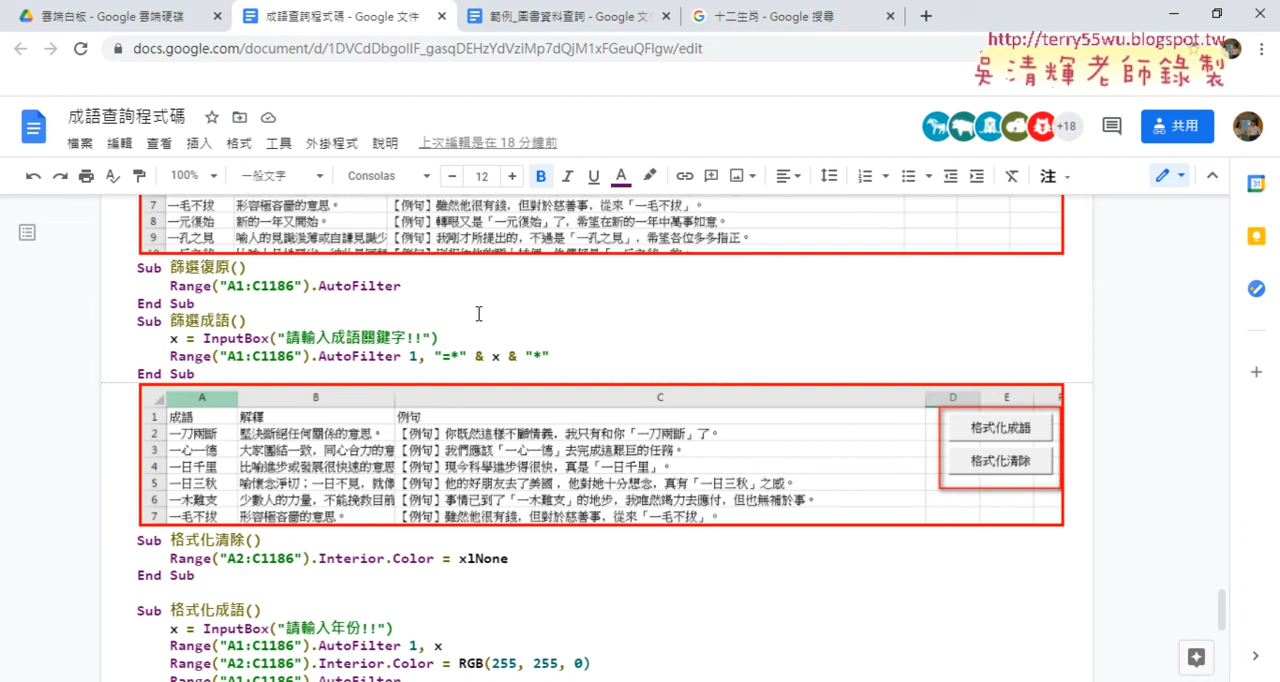 雲端白板 - Google 雲端硬碟
成語查詢程式碼 - Google 文件
範例_圖書資料查詢 - Google 文
十二生肖 - Google 搜尋
docs.google.com/document/d/1DVCdDbgoIIF_gasqDEHzYdVziMp7dQjM1xFGeuQFIgw/edit
http://terry55wu.blogspot.tw
吳清輝老師錄製
成語查詢程式碼
檔案 編輯 查看 插入 格式 工具 外掛程式 說明 上次編輯是在 18 分鐘前
+18
共用
100% 一般文字 Consolas 12 B I U A 注
7 一毛不拔 形容極吝嗇的意思。 【例句】雖然他很有錢，但對於慈善事，從來「一毛不拔」。
8 一元復始 新的一年又開始。 【例句】轉眼又是「一元復始」了，希望在新的一年中萬事如意。
9 一孔之見 喻人的見識淺薄或自謙見識少 【例句】我剛才所提出的，不過是「一孔之見」，希望各位多多指正。
Sub 篩選復原()
Range("A1:C1186").AutoFilter
End Sub
Sub 篩選成語()
x = InputBox("請輸入成語關鍵字!!")
Range("A1:C1186").AutoFilter 1, "=*" & x & "*"
End Sub
A B C D E F
1 成語 解釋 例句
2 一刀兩斷 堅決斷絕任何關係的意思。 【例句】你既然這樣不顧情義，我只有和你「一刀兩斷」了。
格式化成語
3 一心一德 大家團結一致，同心合力的意 【例句】我們應該「一心一德」去完成這艱巨的任務。
4 一日千里 比喻進步或發展很快速的意思 【例句】現今科學進步得很快，真是「一日千里」。
格式化清除
5 一日三秋 喻懷念淨切；一日不見，就像 【例句】他的好朋友去了美國，他對她十分想念，真有「一日三秋」之感。
6 一木難支 少數人的力量，不能挽救目前 【例句】事情已到了「一木難支」的地步，我唯然竭力去應付，但也無補於事。
7 一毛不拔 形容極吝嗇的意思。 【例句】雖然他很有錢，但對於慈善事，從來「一毛不拔」。
Sub 格式化清除()
Range("A2:C1186").Interior.Color = xlNone
End Sub
Sub 格式化成語()
x = InputBox("請輸入年份!!")
Range("A1:C1186").AutoFilter 1, x
Range("A2:C1186").Interior.Color = RGB(255, 255, 0)
Range("A1:C1186").AutoFilter